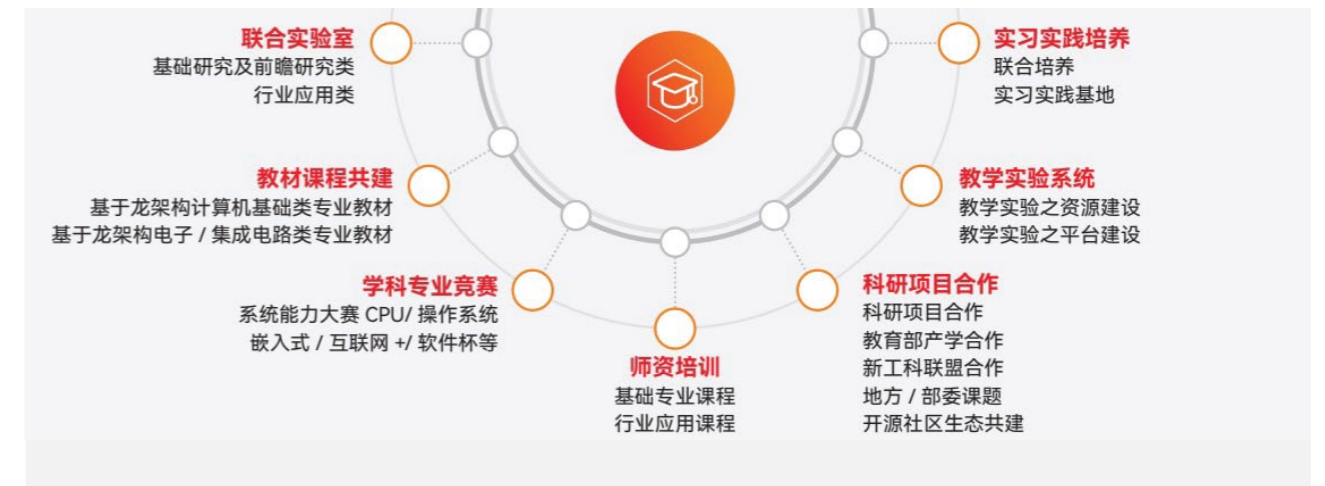 联合实验室
基础研究及前瞻研究类
行业应用类
教材课程共建
基于龙架构计算机基础类专业教材
基于龙架构电子 / 集成电路类专业教材
学科专业竞赛
系统能力大赛 CPU/ 操作系统
嵌入式 / 互联网 +/ 软件杯等
师资培训
基础专业课程
行业应用课程
科研项目合作
科研项目合作
教育部产学合作
新工科联盟合作
地方 / 部委课题
开源社区生态共建
教学实验系统
教学实验之资源建设
教学实验之平台建设
实习实践培养
联合培养
实习实践基地